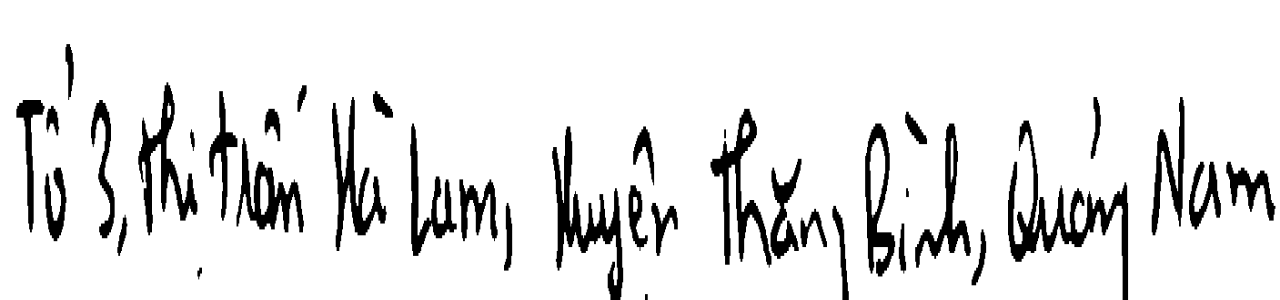 Tổ 3, Thị trấn Hà Lam, Huyện Thăng Bình, Quảng Nam